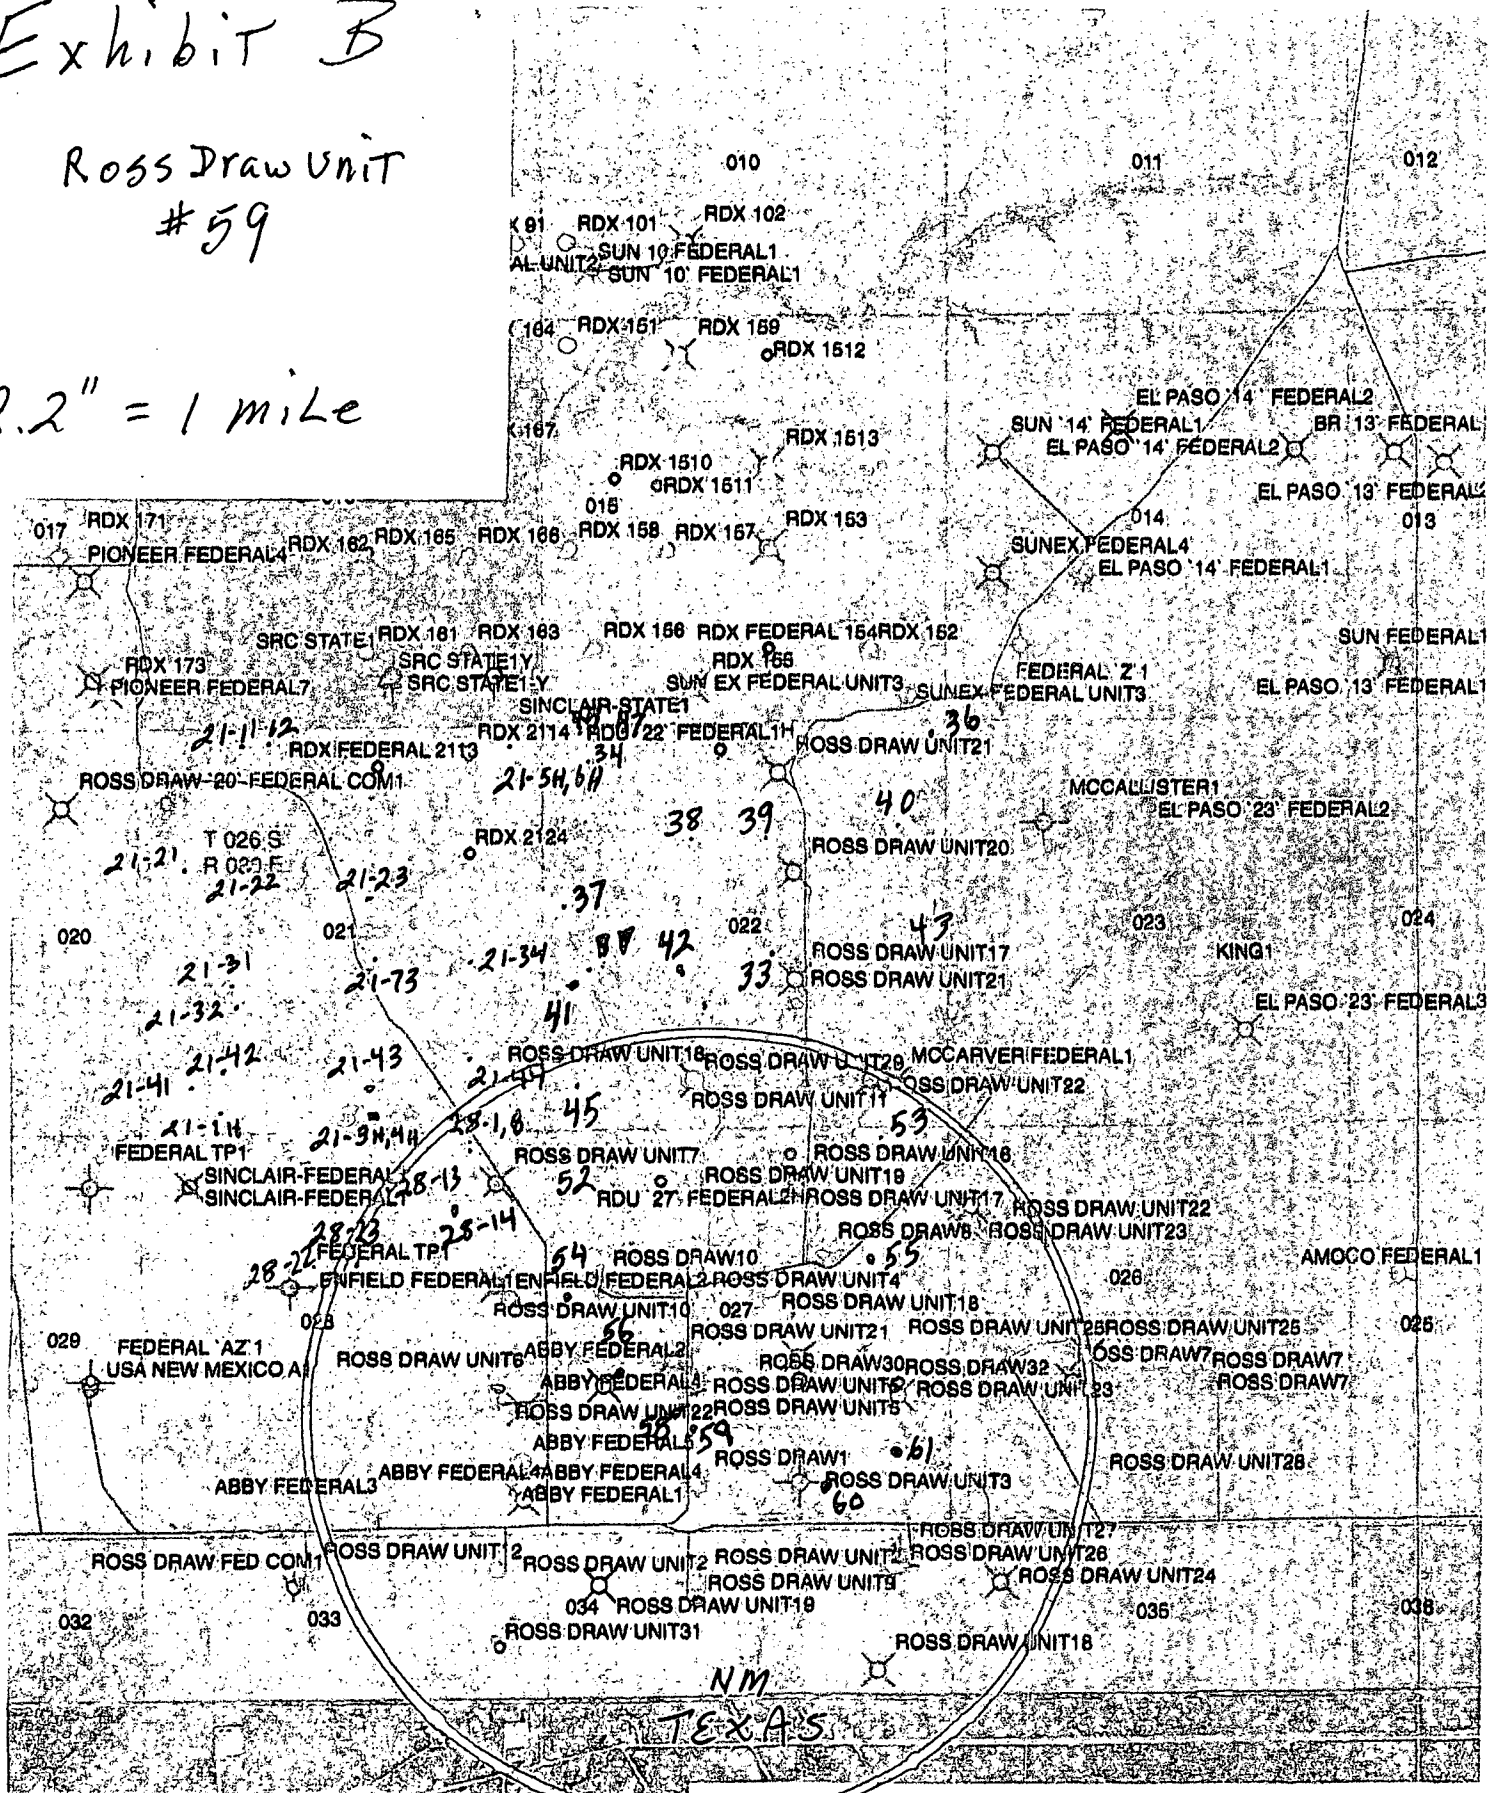 Exhibit B
Ross Draw Unit
#59
.2" = 1 mile
010
011
012
RDX 101
RDX 102
SUN 10 FEDERAL1
AL UNIT2
SUN '10' FEDERAL1
RDX 151
RDX 159
RDX 1512
EL PASO '14' FEDERAL2
SUN '14' FEDERAL1
BR '13' FEDERAL
EL PASO '14' FEDERAL2
RDX 1513
RDX 1510
RDX 1511
EL PASO '13' FEDERAL
015
017
RDX 171
014
013
RDX 153
PIONEER FEDERAL4
RDX 162
RDX 165
RDX 166
RDX 158
RDX 157
SUNEX FEDERAL4
EL PASO '14' FEDERAL1
SRC STATE1
RDX 161
RDX 163
RDX 156
RDX FEDERAL 154
RDX 152
SUN FEDERAL1
RDX 173
SRC STATE1Y
RDX 155
FEDERAL 'Z' 1
PIONEER FEDERAL7
SRC STATE1-Y
SUN EX FEDERAL UNIT3
SUNEX FEDERAL UNIT3
EL PASO '13' FEDERAL1
SINCLAIR-STATE1
36
21-11-12
RDX 2114
RDU '22' FEDERAL1H
RDX FEDERAL 2113
34
ROSS DRAW UNIT21
ROSS DRAW-20-FEDERAL COM1
21-5H,6H
MCCALLISTER1
40
EL PASO '23' FEDERAL2
38
39
T 026 S
RDX 2124
ROSS DRAW UNIT20
21-21
21-22
21-23
37
020
021
022
43
023
024
42
ROSS DRAW UNIT17
KING1
21-31
21-34
21-73
33
ROSS DRAW UNIT21
EL PASO '23' FEDERAL3
21-32
41
21-42
21-43
ROSS DRAW UNIT18
ROSS DRAW UNIT28
MCCARVER FEDERAL1
21-41
21-44
OSS DRAW UNIT22
ROSS DRAW UNIT11
45
53
21-1H
21-3H,4H
28-1,8
FEDERAL TP1
ROSS DRAW UNIT7
ROSS DRAW UNIT16
SINCLAIR-FEDERAL
28-13
52
ROSS DRAW UNIT19
SINCLAIR-FEDERAL1
RDU '27' FEDERAL2H
ROSS DRAW UNIT17
ROSS DRAW UNIT22
28-23
28-14
ROSS DRAW8
ROSS DRAW UNIT23
28-22
FEDERAL TP1
54
ROSS DRAW10
55
AMOCO FEDERAL1
ENFIELD FEDERAL1
ENFIELD FEDERAL2
ROSS DRAW UNIT4
026
ROSS DRAW UNIT10
027
ROSS DRAW UNIT18
028
56
ROSS DRAW UNIT21
ROSS DRAW UNIT25
ROSS DRAW UNIT25
025
029
FEDERAL 'AZ' 1
ABBY FEDERAL2
OSS DRAW7
ROSS DRAW7
USA NEW MEXICO A
ROSS DRAW UNIT6
ROSS DRAW30
ROSS DRAW32
ROSS DRAW7
ROSS DRAW UNIT23
ROSS DRAW UNIT22
ROSS DRAW UNIT5
58
59
ABBY FEDERAL5
ROSS DRAW1
61
ROSS DRAW UNIT28
ABBY FEDERAL3
ABBY FEDERAL4
ABBY FEDERAL4
ROSS DRAW UNIT3
ABBY FEDERAL1
60
ROSS DRAW UNIT27
ROSS DRAW FED COM1
ROSS DRAW UNIT12
ROSS DRAW UNIT2
ROSS DRAW UNIT2
ROSS DRAW UNIT26
ROSS DRAW UNIT9
ROSS DRAW UNIT24
032
033
034
ROSS DRAW UNIT19
035
036
ROSS DRAW UNIT31
ROSS DRAW UNIT18
NM
TEXAS